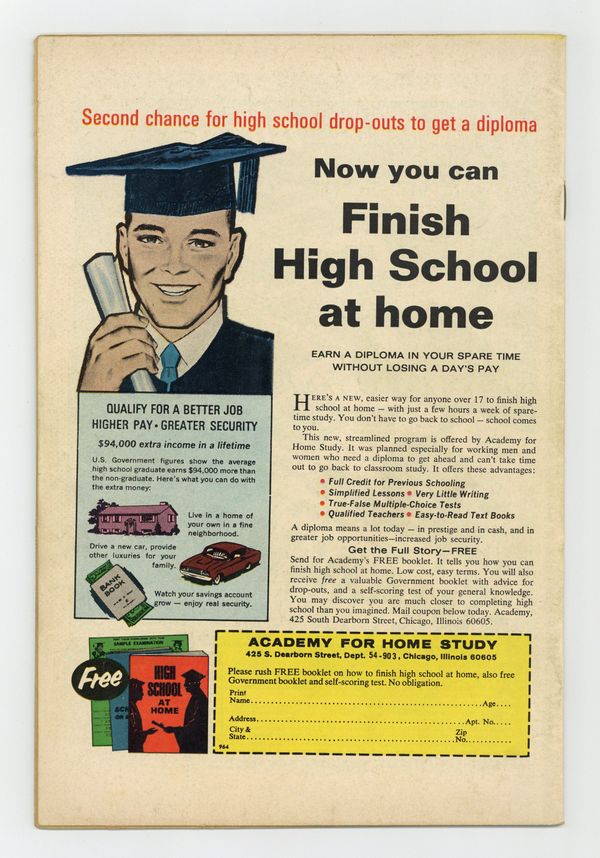 Second chance for high school drop-outs to get a diploma
Now you can
Finish
High School
at home
EARN A DIPLOMA IN YOUR SPARE TIME
WITHOUT LOSING A DAY'S PAY
QUALIFY FOR A BETTER JOB
HIGHER PAY • GREATER SECURITY
$94,000 extra income in a lifetime
U.S. Government figures show the average
high school graduate earns $94,000 more than
the non-graduate. Here's what you can do with
the extra money:
Live in a home of
your own in a fine
neighborhood.
Drive a new car, provide
other luxuries for your
family.
BANK
BOOK
Watch your savings account
grow — enjoy real security.
HERE'S A NEW, easier way for anyone over 17 to finish high
school at home — with just a few hours a week of spare-
time study. You don't have to go back to school — school comes
to you.
This new, streamlined program is offered by Academy for
Home Study. It was planned especially for working men and
women who need a diploma to get ahead and can't take time
out to go back to classroom study. It offers these advantages:
• Full Credit for Previous Schooling
• Simplified Lessons • Very Little Writing
• True-False Multiple-Choice Tests
• Qualified Teachers • Easy-to-Read Text Books
A diploma means a lot today — in prestige and in cash, and in
greater job opportunities—increased job security.
Get the Full Story—FREE
Send for Academy's FREE booklet. It tells you how you can
finish high school at home. Low cost, easy terms. You will also
receive free a valuable Government booklet with advice for
drop-outs, and a self-scoring test of your general knowledge.
You may discover you are much closer to completing high
school than you imagined. Mail coupon below today. Academy,
425 South Dearborn Street, Chicago, Illinois 60605.
SAMPLE EXAMINATION
Free
HIGH
SCHOOL
AT
HOME
ACADEMY FOR HOME STUDY
425 S. Dearborn Street, Dept. 54-903, Chicago, Illinois 60605
Please rush FREE booklet on how to finish high school at home, also free
Government booklet and self-scoring test. No obligation.
Print
Name.......... Age....
Address.......... Apt. No....
City & Zip
State.......... No..........
964